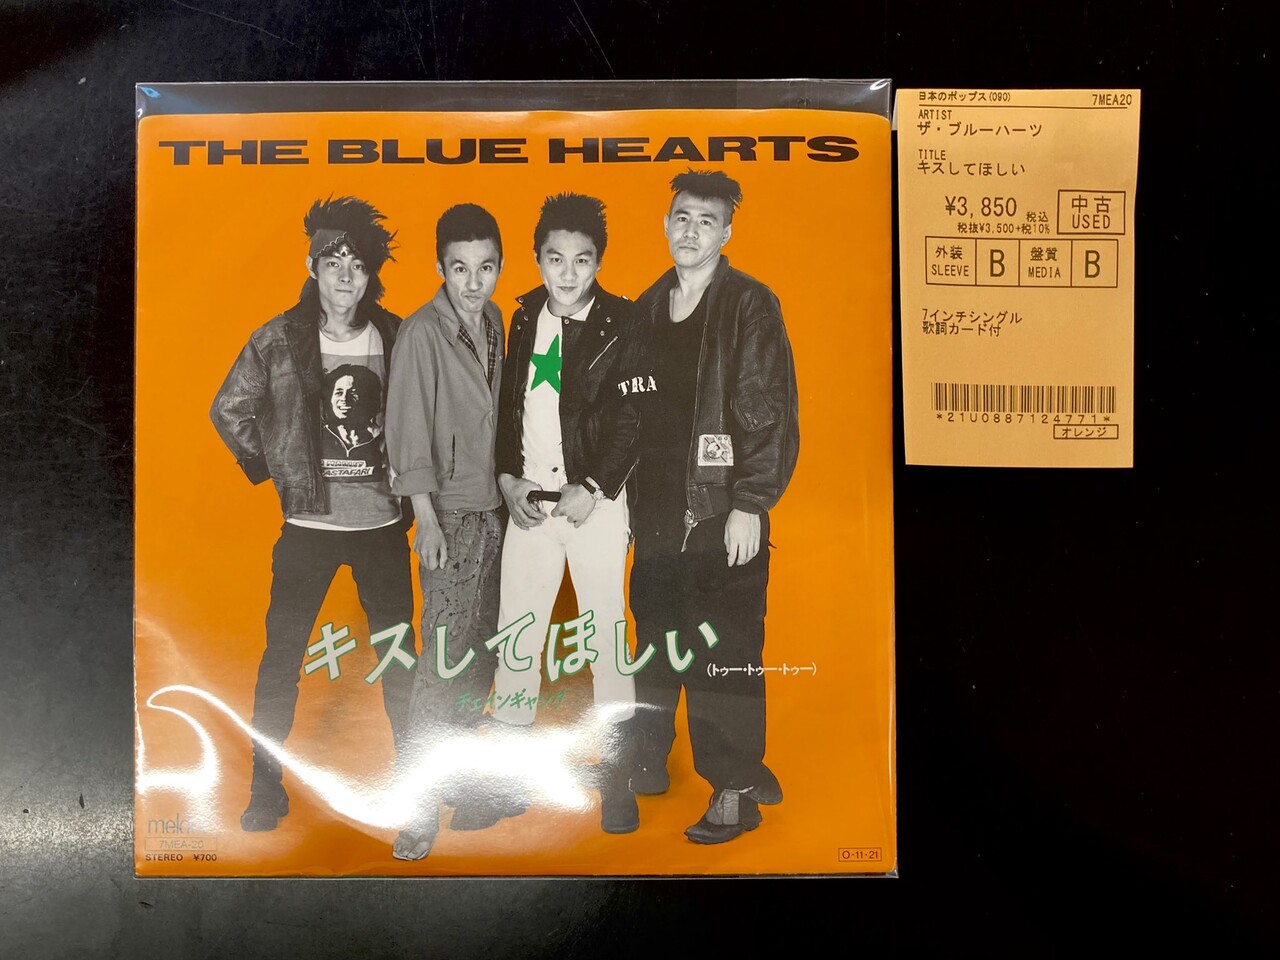 THE BLUE HEARTS
TRA
ASTAFARI
キスしてほしい
(トゥー・トゥー・トゥー)
チェインギャング
7MEA-20
STEREO ¥700
O・11・21
日本のポップス(090) 7MEA20
ARTIST
ザ・ブルーハーツ
TITLE
キスしてほしい
¥3,850 税込
税抜¥3,500+税10%
中古
USED
外装
SLEEVE
B
盤質
MEDIA
B
7インチシングル
歌詞カード付
*21U0887124771*
オレンジ